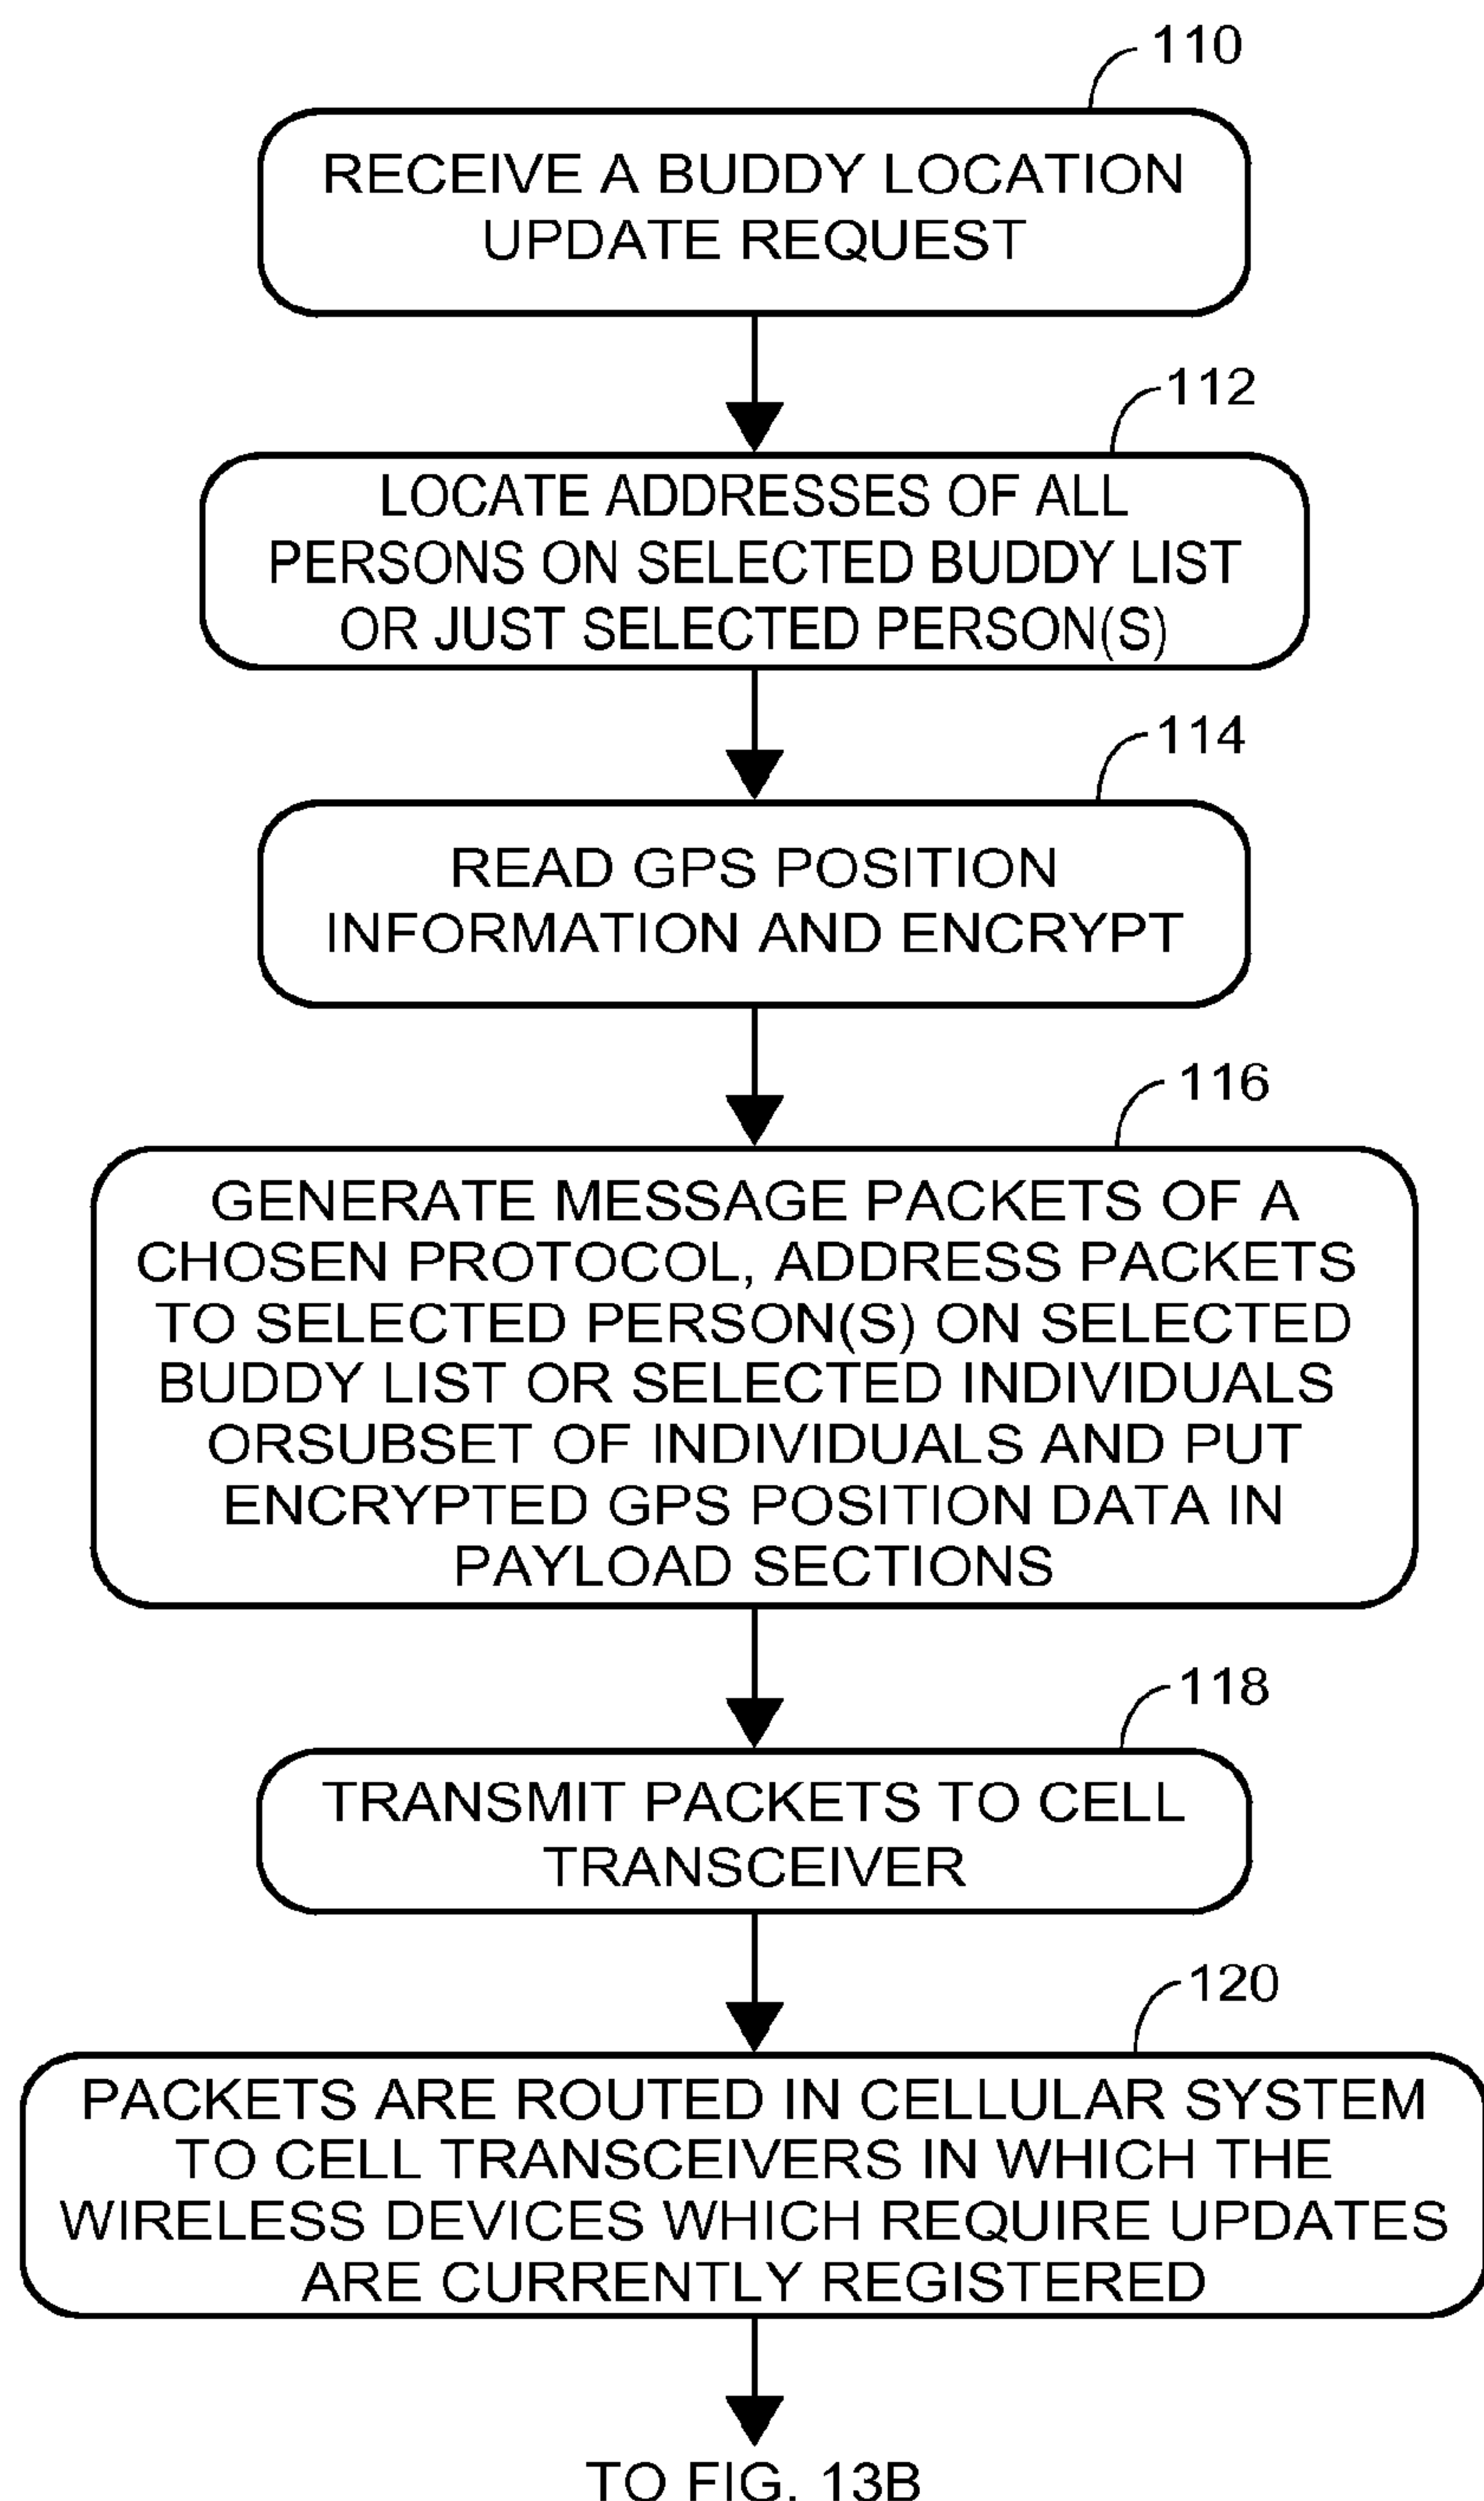 110
RECEIVE A BUDDY LOCATION
UPDATE REQUEST
112
LOCATE ADDRESSES OF ALL
PERSONS ON SELECTED BUDDY LIST
OR JUST SELECTED PERSON(S)
114
READ GPS POSITION
INFORMATION AND ENCRYPT
116
GENERATE MESSAGE PACKETS OF A
CHOSEN PROTOCOL, ADDRESS PACKETS
TO SELECTED PERSON(S) ON SELECTED
BUDDY LIST OR SELECTED INDIVIDUALS
ORSUBSET OF INDIVIDUALS AND PUT
ENCRYPTED GPS POSITION DATA IN
PAYLOAD SECTIONS
118
TRANSMIT PACKETS TO CELL
TRANSCEIVER
120
PACKETS ARE ROUTED IN CELLULAR SYSTEM
TO CELL TRANSCEIVERS IN WHICH THE
WIRELESS DEVICES WHICH REQUIRE UPDATES
ARE CURRENTLY REGISTERED
TO FIG. 13B